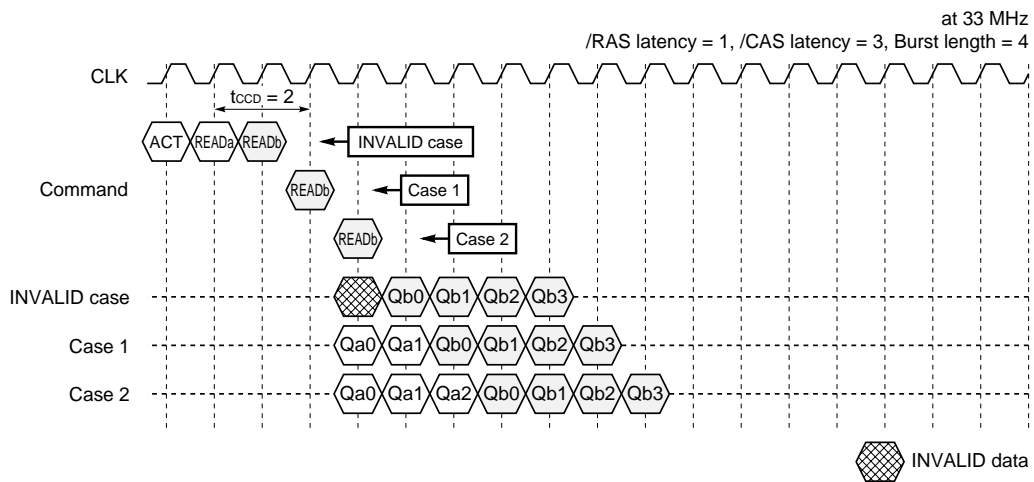 at 33 MHz
/RAS latency = 1, /CAS latency = 3, Burst length = 4
CLK
tCCD = 2
ACT READa READb INVALID case
Command READb Case 1
READb Case 2
INVALID case Qb0 Qb1 Qb2 Qb3
Case 1 Qa0 Qa1 Qb0 Qb1 Qb2 Qb3
Case 2 Qa0 Qa1 Qa2 Qb0 Qb1 Qb2 Qb3
INVALID data